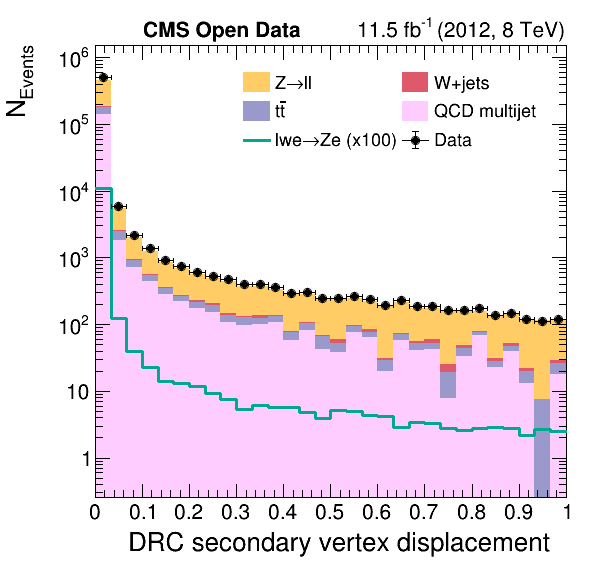 CMS Open Data 11.5 fb⁻¹ (2012, 8 TeV)
N_Events
10⁶
10⁵
10⁴
10³
10²
10
1
Z→ll
W+jets
tt̄
QCD multijet
lwe→Ze (x100)
Data
0 0.1 0.2 0.3 0.4 0.5 0.6 0.7 0.8 0.9 1
DRC secondary vertex displacement